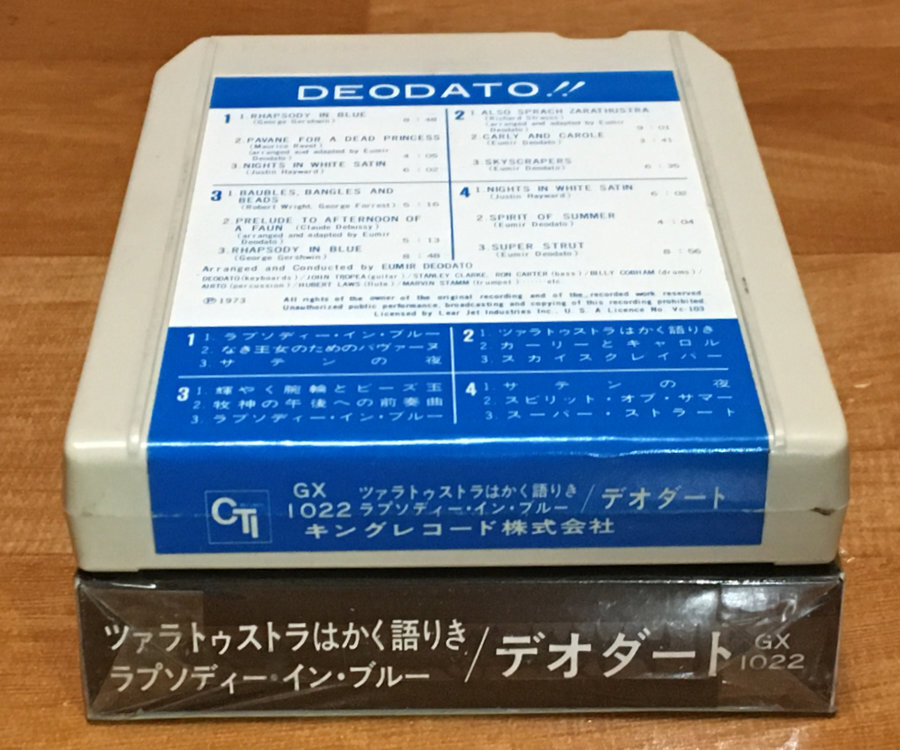 DEODATO!!
1 1. RHAPSODY IN BLUE 8:48
(George Gershwin)
2. PAVANE FOR A DEAD PRINCESS
(Maurice Ravel)
(arranged and adapted by Eumir
Deodato) 4:05
3. NIGHTS IN WHITE SATIN 6:02
(Justin Hayward)
2 1. ALSO SPRACH ZARATHUSTRA
(Richard Strauss)
(arranged and adapted by Eumir
Deodato) 9:01
2. CARLY AND CAROLE 3:41
(Eumir Deodato)
3. SKYSCRAPERS 6:35
(Eumir Deodato)
3 1. BAUBLES, BANGLES AND
BEADS
(Robert Wright, George Forrest) 5:16
2. PRELUDE TO AFTERNOON OF
A FAUN (Claude Debussy)
(arranged and adapted by Eumir
Deodato) 5:13
3. RHAPSODY IN BLUE 8:48
(George Gershwin)
4 1. NIGHTS IN WHITE SATIN 6:02
(Justin Hayward)
2. SPIRIT OF SUMMER 4:04
(Eumir Deodato)
3. SUPER STRUT 8:56
(Eumir Deodato)
Arranged and Conducted by EUMIR DEODATO
DEODATO(keyboards)/JOHN TROPEA(guitar)/STANLEY CLARKE, RON CARTER(bass)/BILLY COBHAM(drums)/
AIRTO(percussion)/HUBERT LAWS(flute)/MARVIN STAMM(trumpet)······etc.
Ⓟ1973
All rights of the owner of the original recording and of the recorded work reserved
Unauthorized public performance, broadcasting and copying of this recording prohibited
Licensed by Lear Jet Industries Inc., U.S.A Licence No. Vc-103
1 1. ラプソディー・イン・ブルー
2. なき王女のためのパヴァーヌ
3. サテンの夜
2 1. ツァラトゥストラはかく語りき
2. カーリーとキャロル
3. スカイスクレイパー
3 1. 輝やく腕輪とビーズ玉
2. 牧神の午後への前奏曲
3. ラプソディー・イン・ブルー
4 1. サテンの夜
2. スピリット・オブ・サマー
3. スーパー・ストラート
CTI
GX
1022
ツァラトゥストラはかく語りき
ラプソディー・イン・ブルー
/デオダート
キングレコード株式会社
ツァラトゥストラはかく語りき
ラプソディー・イン・ブルー
/デオダート
GX
1022